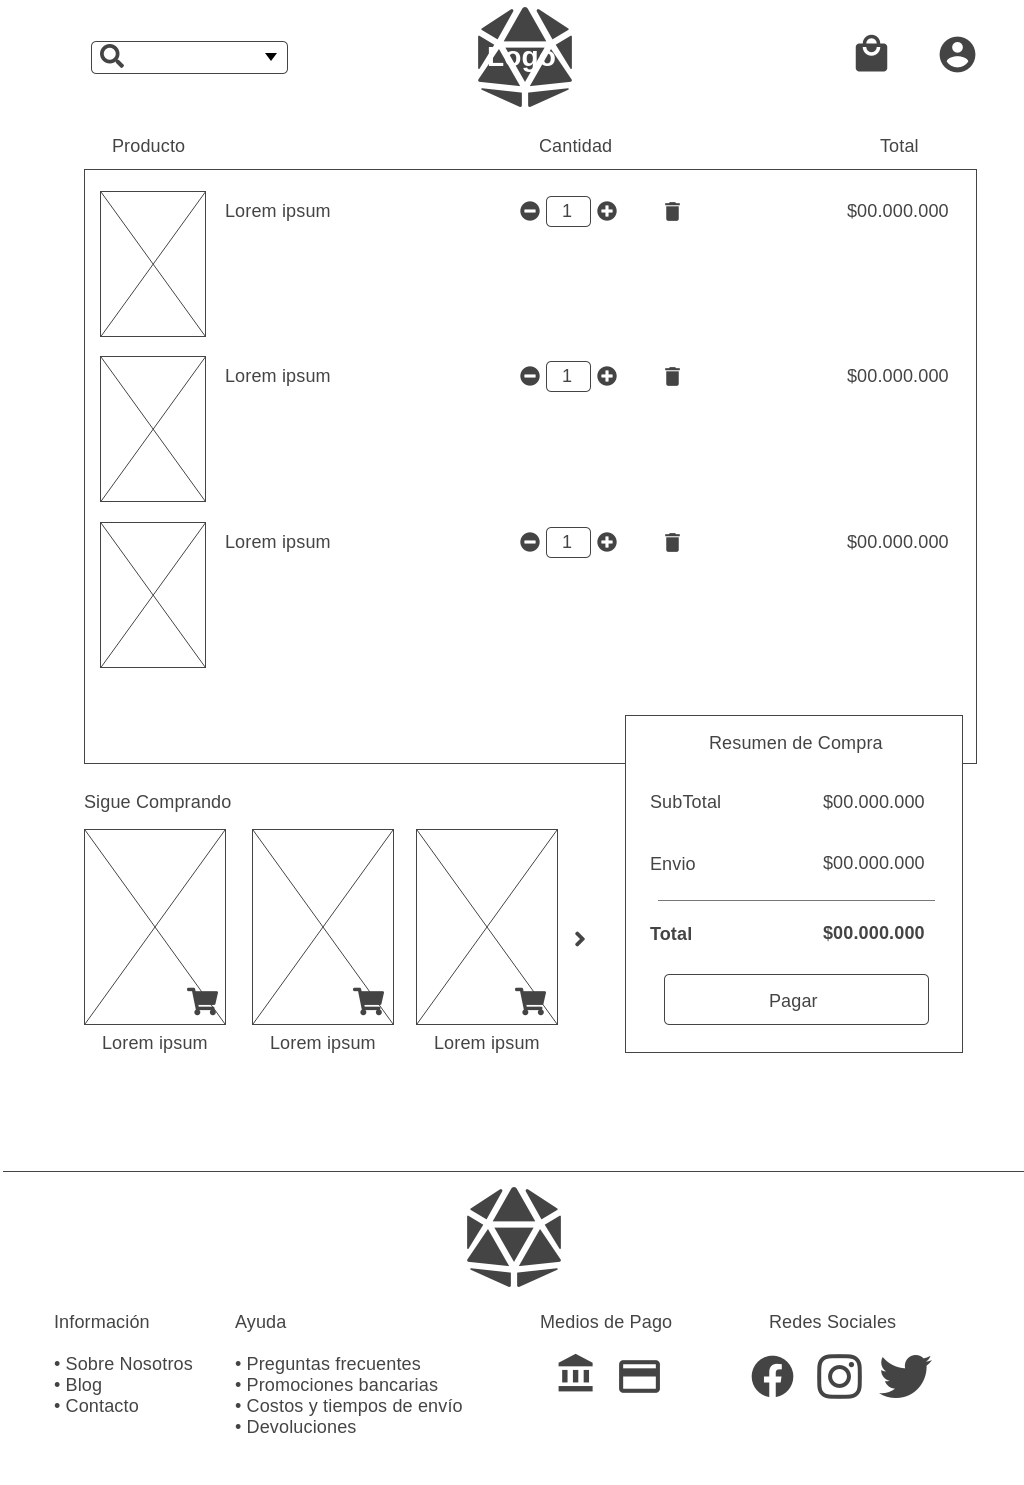 Logo
Producto
Cantidad
Total
Lorem ipsum
1
$00.000.000
Lorem ipsum
1
$00.000.000
Lorem ipsum
1
$00.000.000
Resumen de Compra
SubTotal
$00.000.000
Envio
$00.000.000
Total
$00.000.000
Pagar
Sigue Comprando
Lorem ipsum
Lorem ipsum
Lorem ipsum
Información
• Sobre Nosotros
• Blog
• Contacto
Ayuda
• Preguntas frecuentes
• Promociones bancarias
• Costos y tiempos de envío
• Devoluciones
Medios de Pago
Redes Sociales